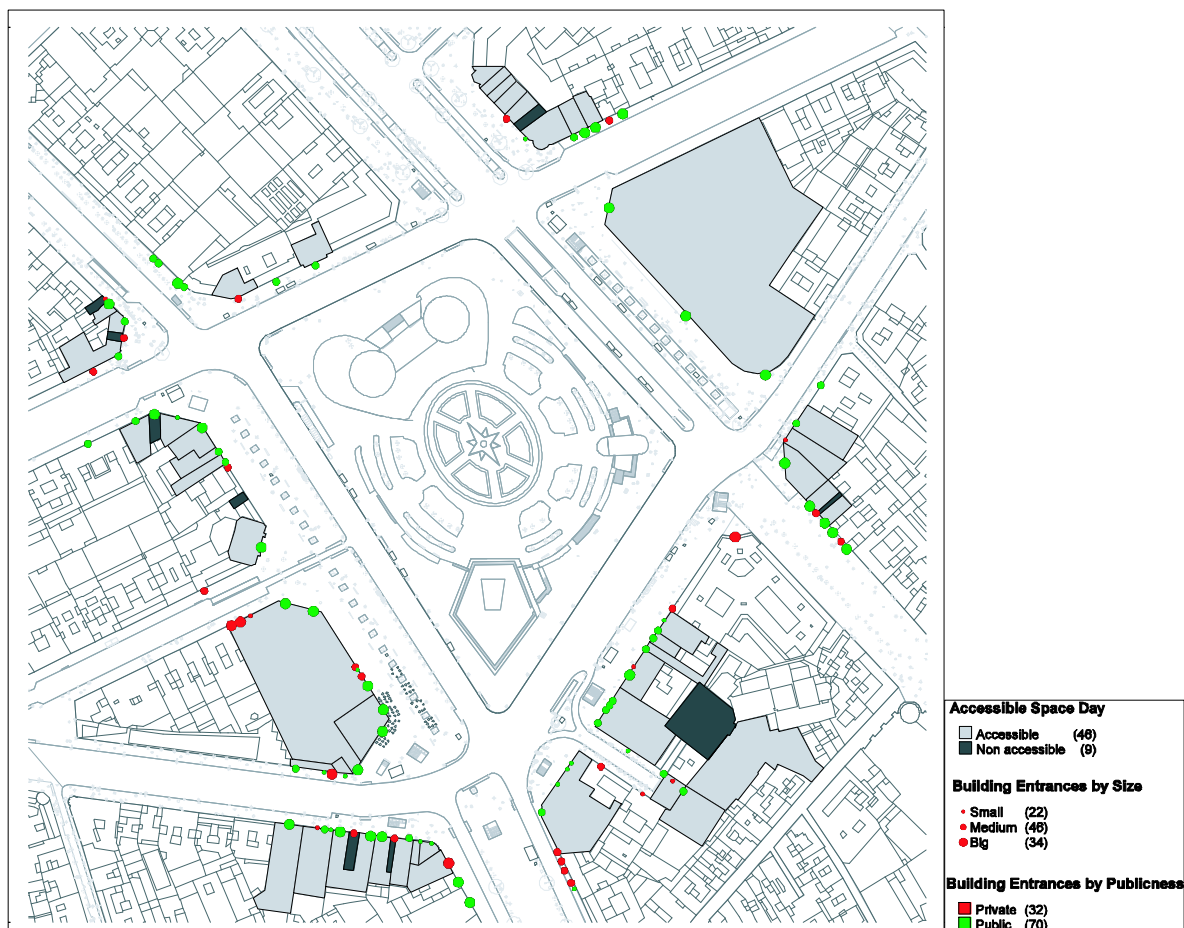 Accessible Space Day
Accessible (46)
Non accessible (9)
Building Entrances by Size
Small (22)
Medium (46)
Big (34)
Building Entrances by Publicness
Private (32)
Public (70)